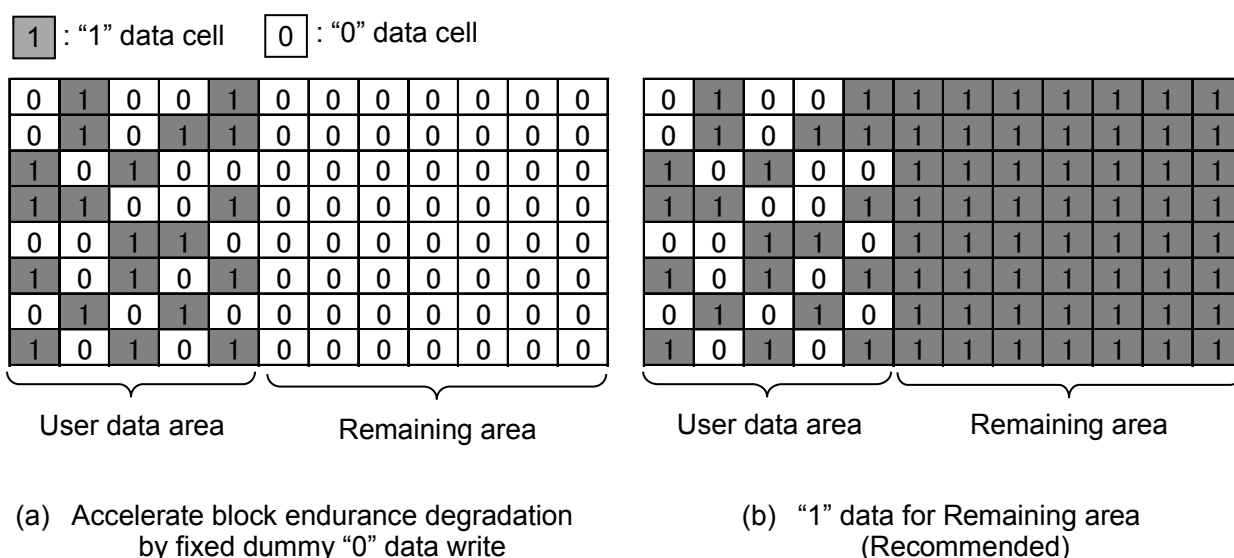 1 : “1” data cell 0 : “0” data cell
0 1 0 0 1 0 0 0 0 0 0 0 0 1 0 0 1 1 1 1 1 1 1 1
0 1 0 1 1 0 0 0 0 0 0 0 0 1 0 1 1 1 1 1 1 1 1 1
1 0 1 0 0 0 0 0 0 0 0 0 1 0 1 0 0 1 1 1 1 1 1 1
1 1 0 0 1 0 0 0 0 0 0 0 1 1 0 0 1 1 1 1 1 1 1 1
0 0 1 1 0 0 0 0 0 0 0 0 0 0 1 1 0 1 1 1 1 1 1 1
1 0 1 0 1 0 0 0 0 0 0 0 1 0 1 0 1 1 1 1 1 1 1 1
0 1 0 1 0 0 0 0 0 0 0 0 0 1 0 1 0 1 1 1 1 1 1 1
1 0 1 0 1 0 0 0 0 0 0 0 1 0 1 0 1 1 1 1 1 1 1 1
User data area Remaining area User data area Remaining area
(a) Accelerate block endurance degradation
by fixed dummy “0” data write
(b) “1” data for Remaining area
(Recommended)